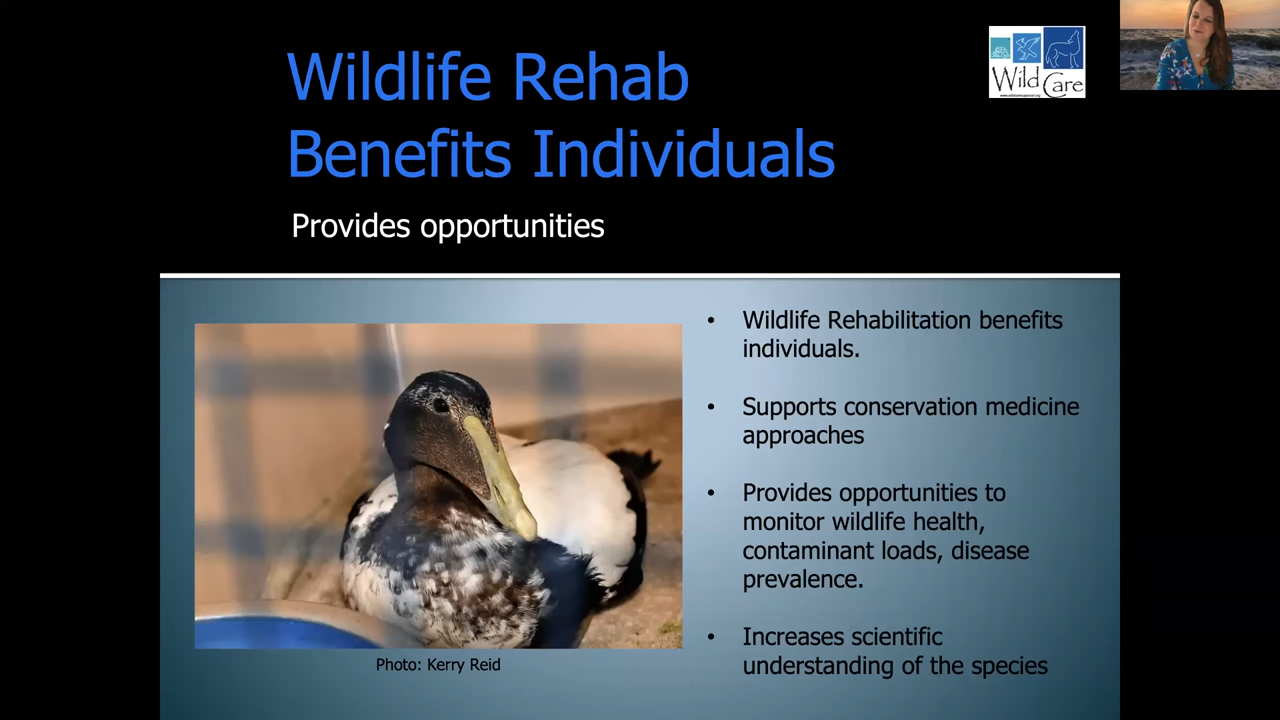 Wildlife Rehab
Benefits Individuals
Provides opportunities
Wild Care
• Wildlife Rehabilitation benefits
individuals.
• Supports conservation medicine
approaches
• Provides opportunities to
monitor wildlife health,
contaminant loads, disease
prevalence.
• Increases scientific
understanding of the species
Photo: Kerry Reid